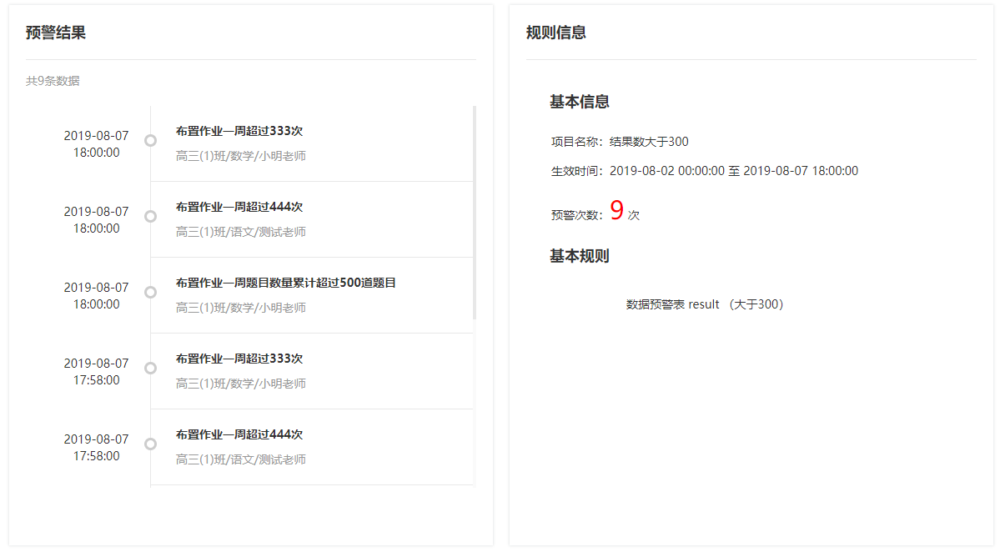 预警结果
共9条数据
2019-08-07
18:00:00
布置作业一周超过333次
高三(1)班/数学/小明老师
2019-08-07
18:00:00
布置作业一周超过444次
高三(1)班/语文/测试老师
2019-08-07
18:00:00
布置作业一周题目数量累计超过500道题目
高三(1)班/数学/小明老师
2019-08-07
17:58:00
布置作业一周超过333次
高三(1)班/数学/小明老师
2019-08-07
17:58:00
布置作业一周超过444次
高三(1)班/语文/测试老师
规则信息
基本信息
项目名称：结果数大于300
生效时间：2019-08-02 00:00:00 至 2019-08-07 18:00:00
预警次数：9 次
基本规则
数据预警表 result （大于300）